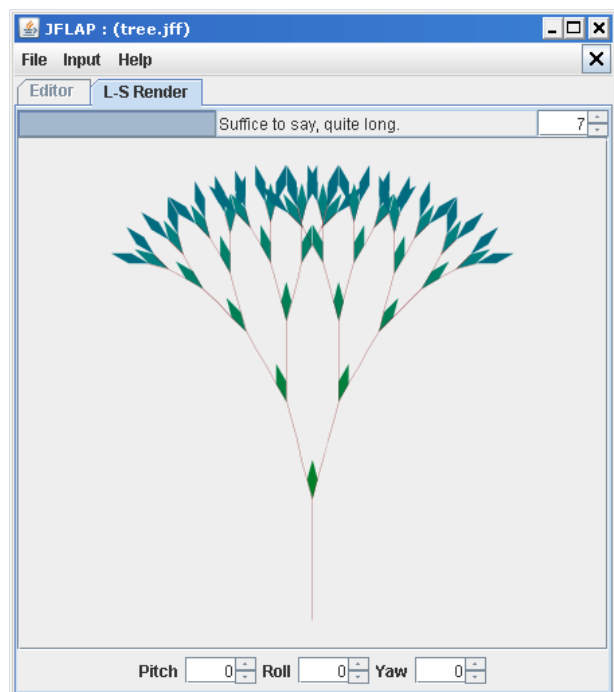 JFLAP : (tree.jff)
File Input Help
Editor L-S Render
Suffice to say, quite long. 7
Pitch 0 Roll 0 Yaw 0